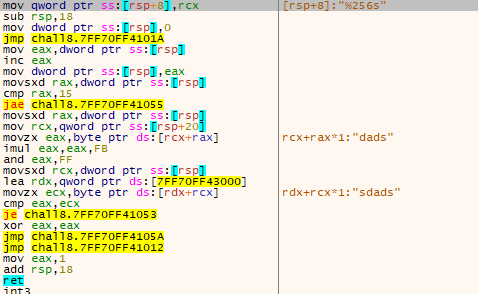 mov qword ptr ss:[rsp+8],rcx [rsp+8]:"%256s"
sub rsp,18
mov dword ptr ss:[rsp],0
jmp chall8.7FF70FF4101A
mov eax,dword ptr ss:[rsp]
inc eax
mov dword ptr ss:[rsp],eax
movsxd rax,dword ptr ss:[rsp]
cmp rax,15
jae chall8.7FF70FF41055
movsxd rax,dword ptr ss:[rsp]
mov rcx,qword ptr ss:[rsp+20]
movzx eax,byte ptr ds:[rcx+rax] rcx+rax*1:"dads"
imul eax,eax,FB
and eax,FF
movsxd rcx,dword ptr ss:[rsp]
lea rdx,qword ptr ds:[7FF70FF43000]
movzx ecx,byte ptr ds:[rdx+rcx] rdx+rcx*1:"sdads"
cmp eax,ecx
je chall8.7FF70FF41053
xor eax,eax
jmp chall8.7FF70FF4105A
jmp chall8.7FF70FF41012
mov eax,1
add rsp,18
ret
int3